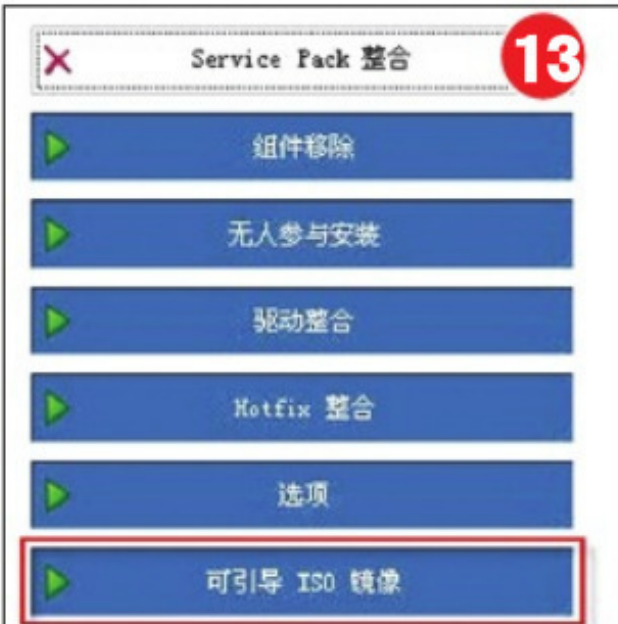 Service Pack 整合
13
组件移除
无人参与安装
驱动整合
Hotfix 整合
选项
可引导 ISO 镜像